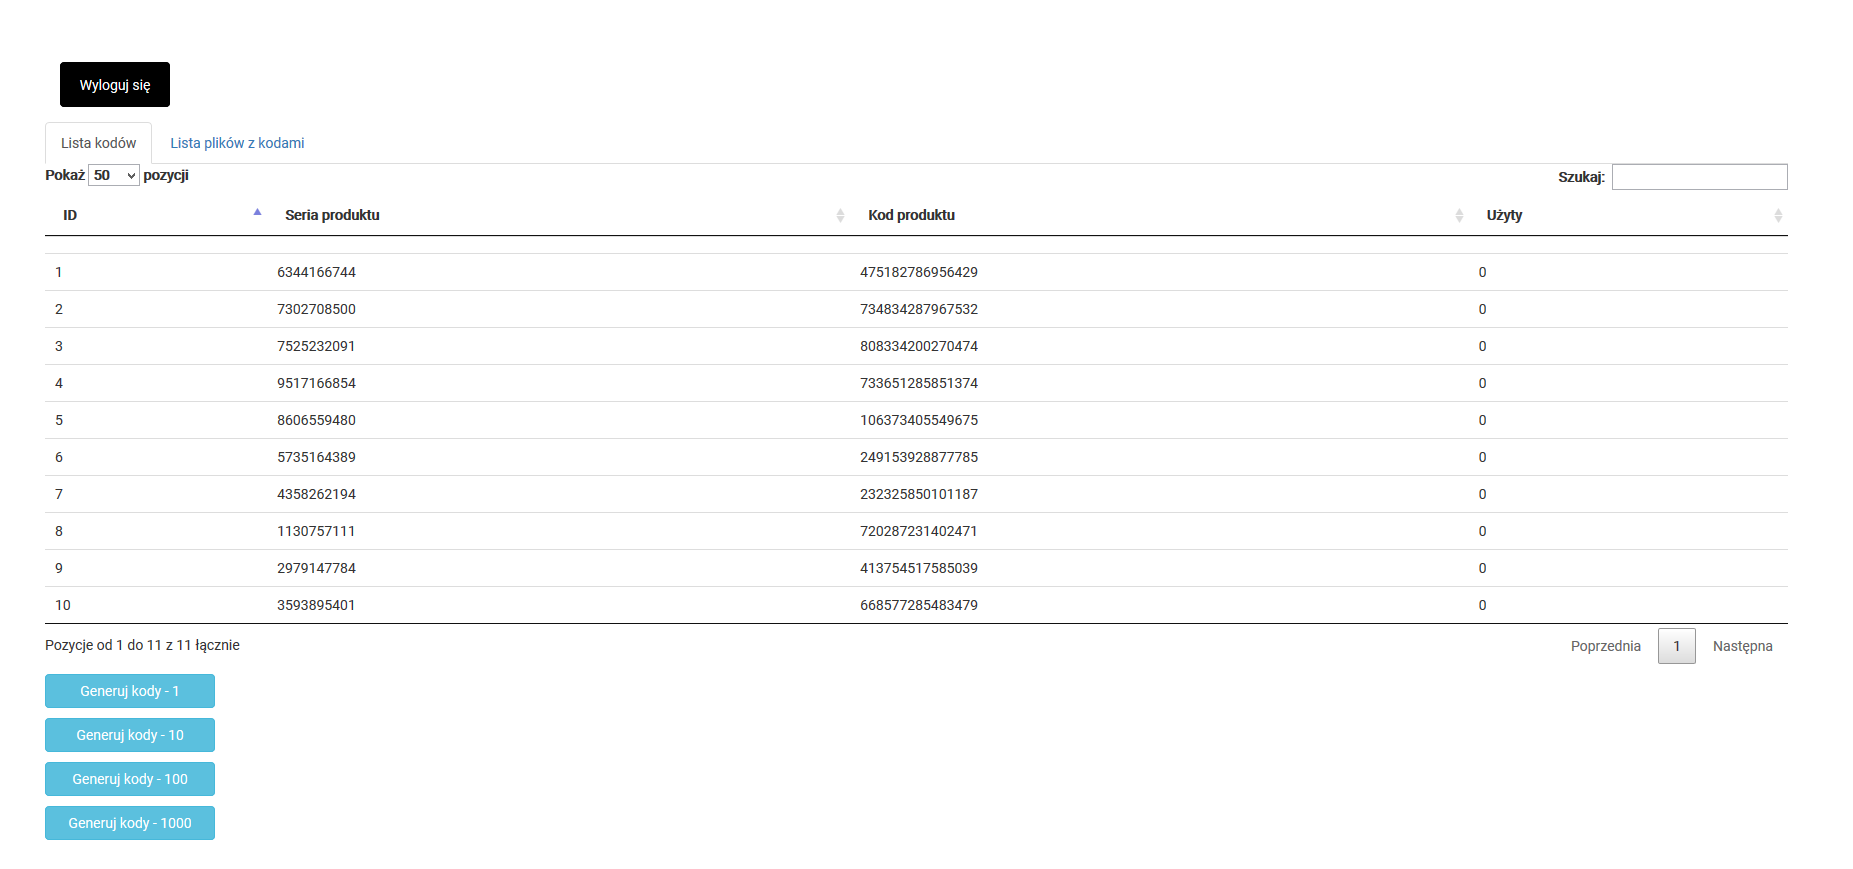 Wyloguj się
Lista kodów Lista plików z kodami
Pokaż 50 pozycji Szukaj:
ID Seria produktu Kod produktu Użyty
1 6344166744 475182786956429 0
2 7302708500 734834287967532 0
3 7525232091 808334200270474 0
4 9517166854 733651285851374 0
5 8606559480 106373405549675 0
6 5735164389 249153928877785 0
7 4358262194 232325850101187 0
8 1130757111 720287231402471 0
9 2979147784 413754517585039 0
10 3593895401 668577285483479 0
Pozycje od 1 do 11 z 11 łącznie Poprzednia 1 Następna
Generuj kody - 1
Generuj kody - 10
Generuj kody - 100
Generuj kody - 1000